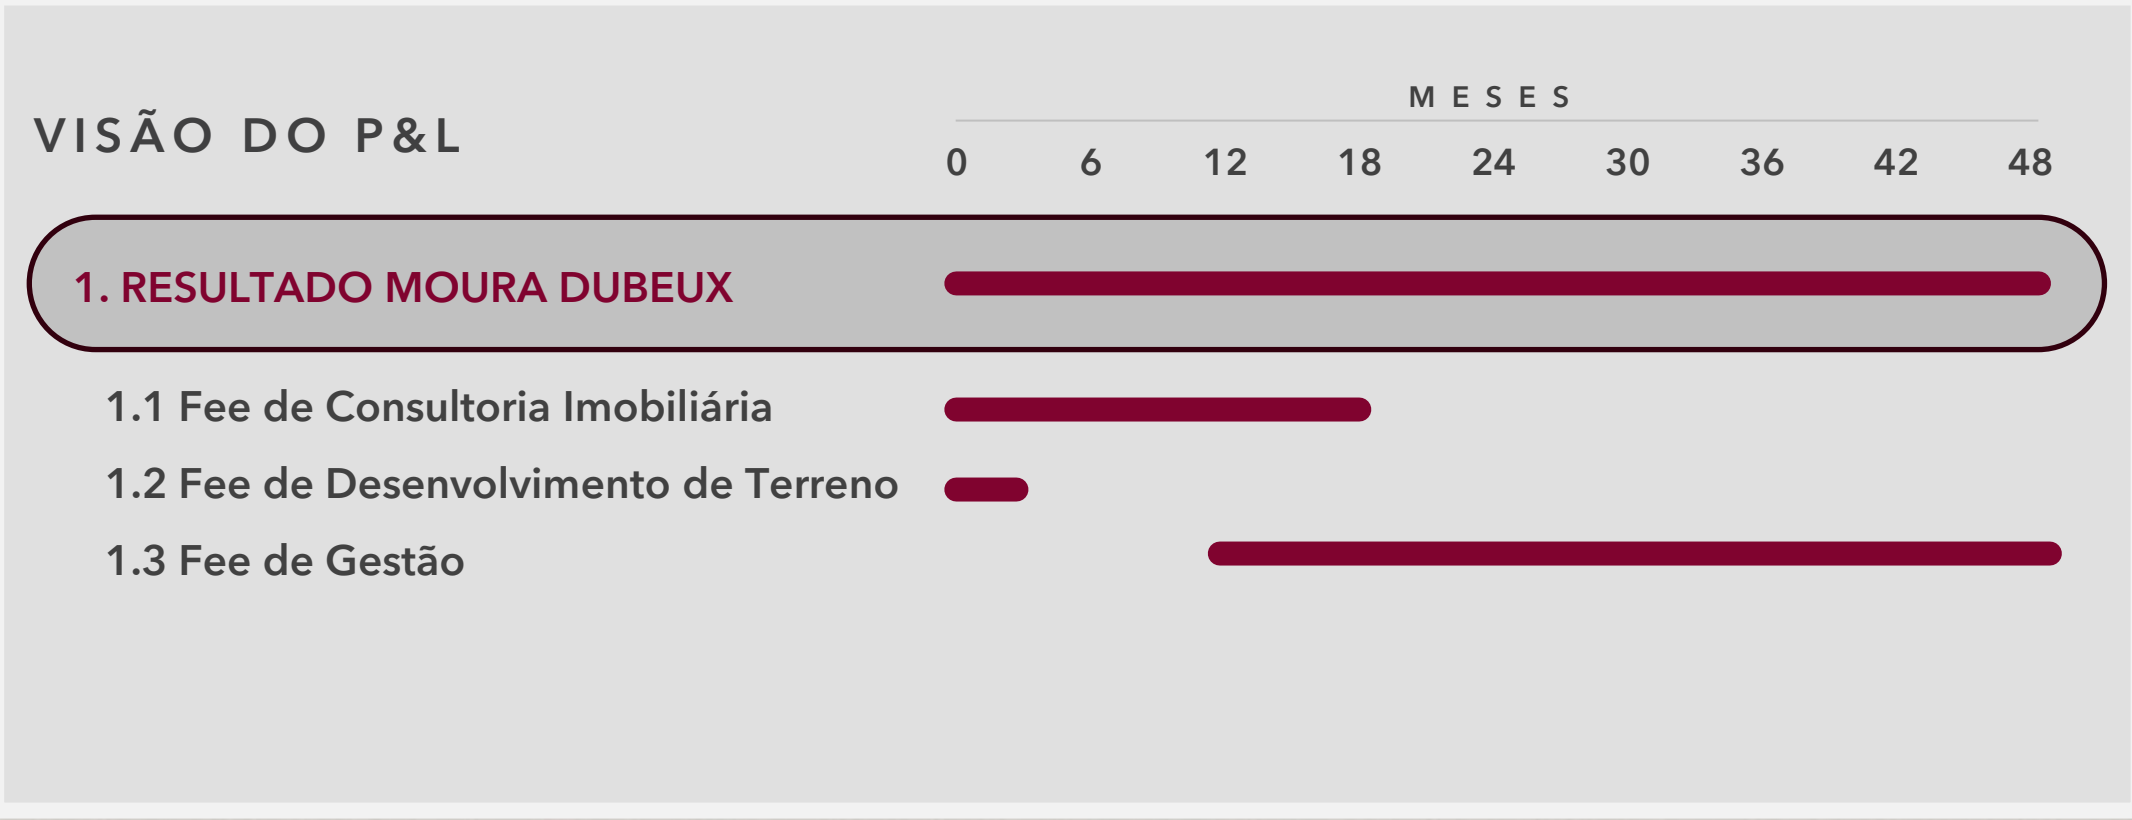 MESES
VISÃO DO P&L
0 6 12 18 24 30 36 42 48
1. RESULTADO MOURA DUBEUX
1.1 Fee de Consultoria Imobiliária
1.2 Fee de Desenvolvimento de Terreno
1.3 Fee de Gestão